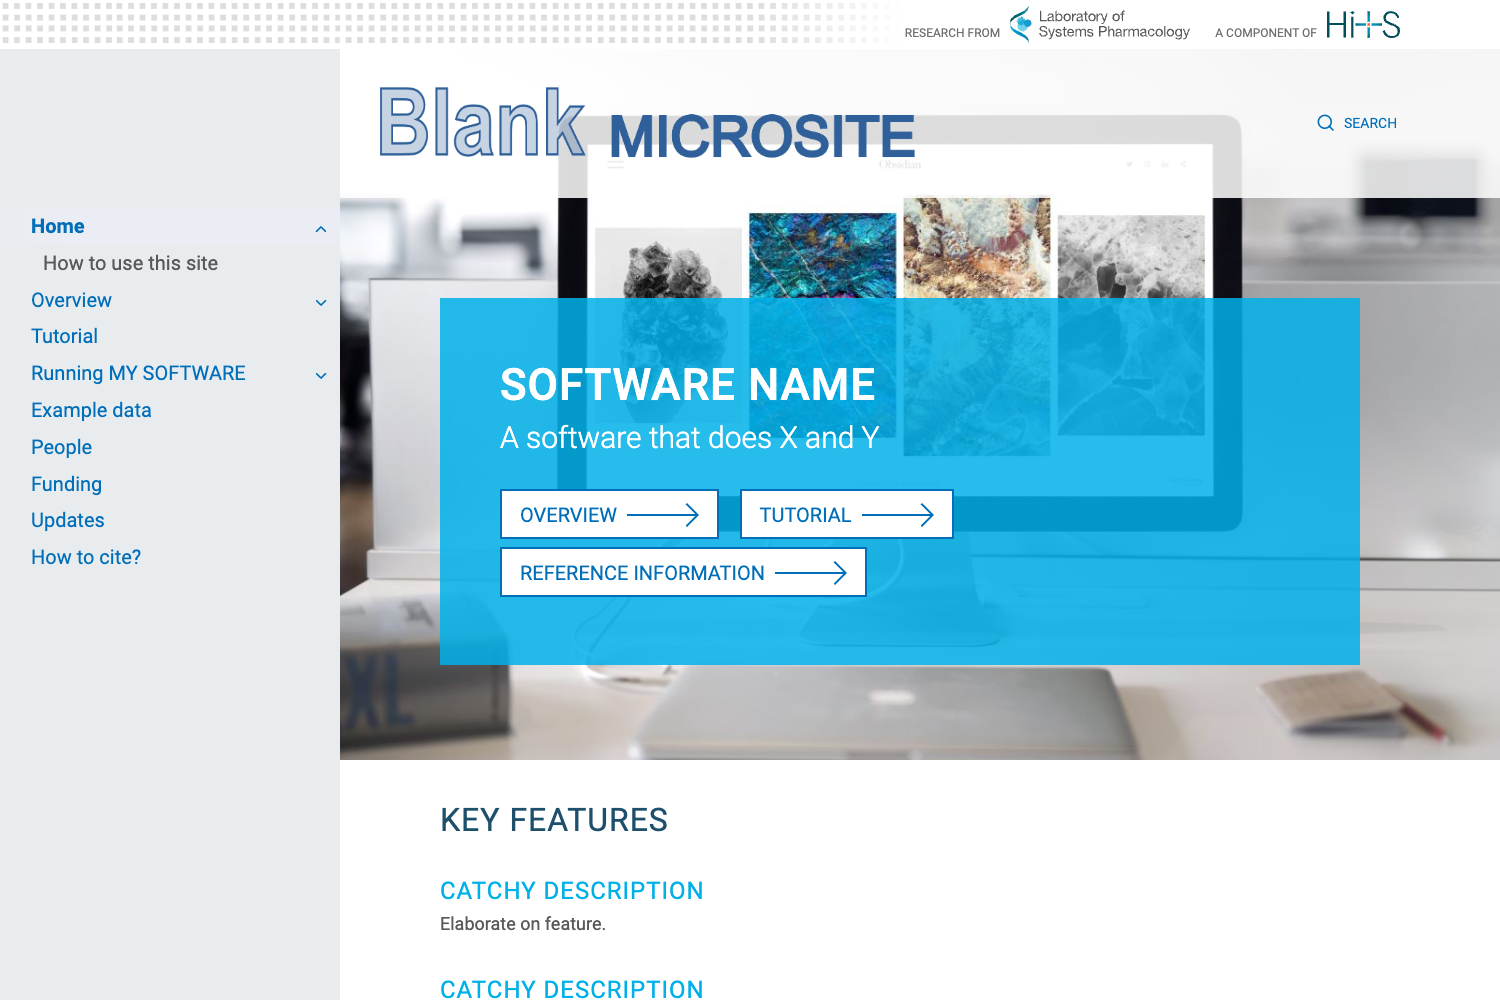 RESEARCH FROM
Laboratory of
Systems Pharmacology
A COMPONENT OF
HiTS
Blank MICROSITE
SEARCH
Obsidian
Home
How to use this site
Overview
Tutorial
Running MY SOFTWARE
Example data
People
Funding
Updates
How to cite?
SOFTWARE NAME
A software that does X and Y
OVERVIEW
TUTORIAL
REFERENCE INFORMATION
XL
KEY FEATURES
CATCHY DESCRIPTION
Elaborate on feature.
CATCHY DESCRIPTION